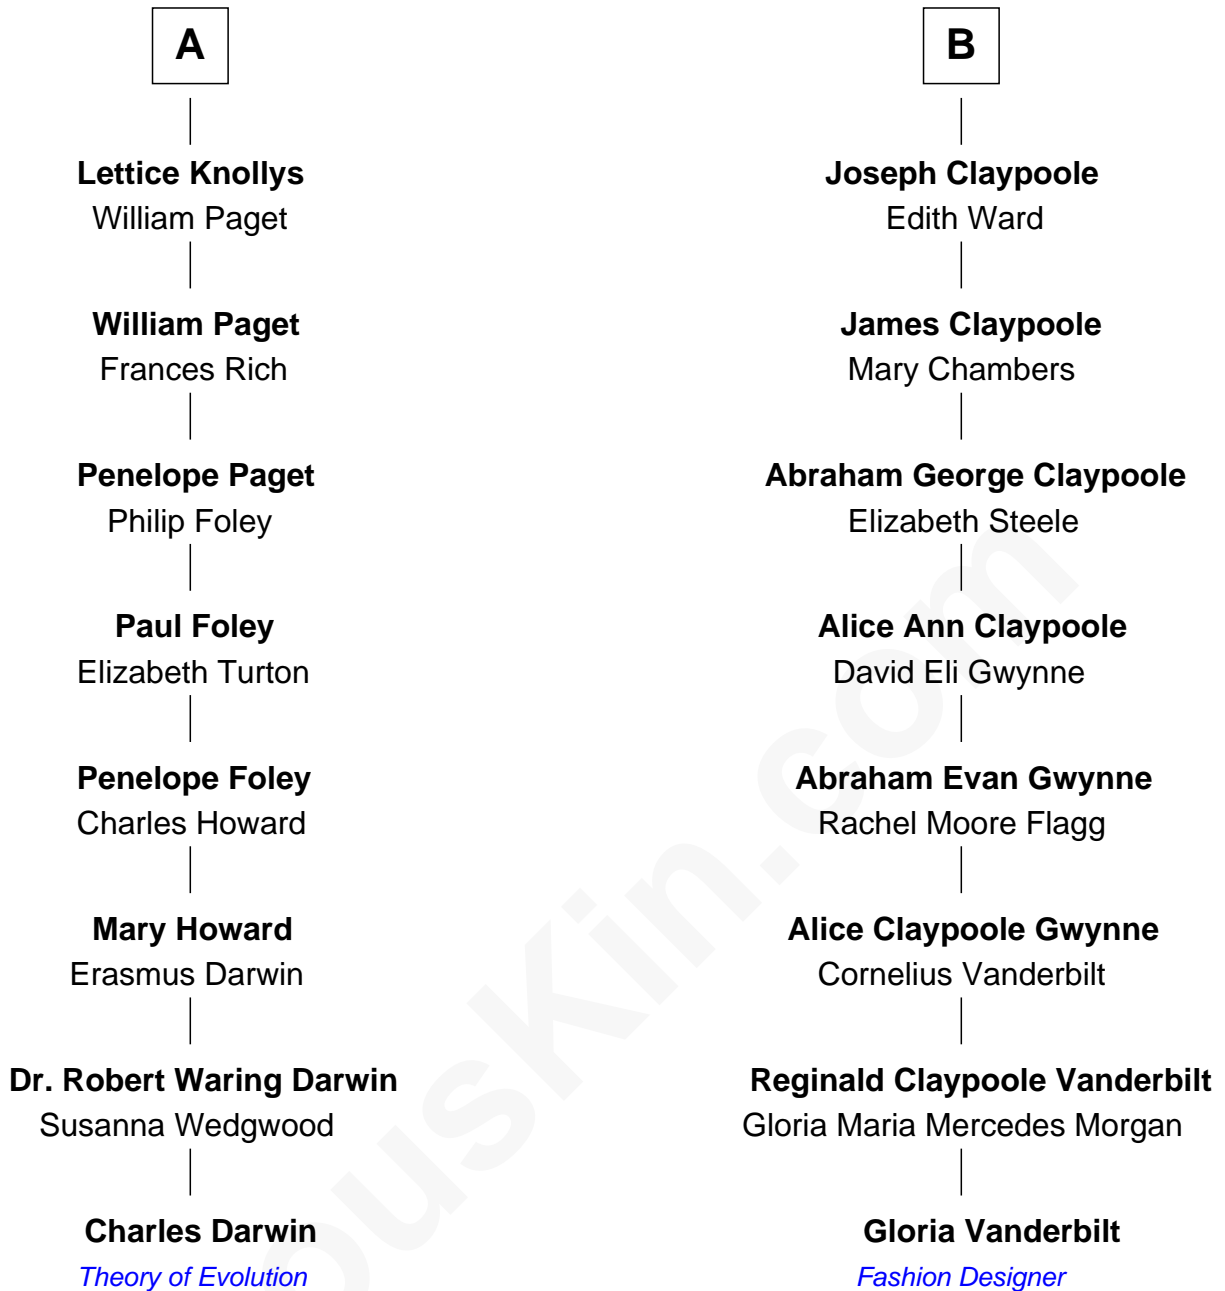 A
Lettice Knollys
William Paget
William Paget
Frances Rich
Penelope Paget
Philip Foley
Paul Foley
Elizabeth Turton
Penelope Foley
Charles Howard
Mary Howard
Erasmus Darwin
Dr. Robert Waring Darwin
Susanna Wedgwood
Charles Darwin
Theory of Evolution
B
Joseph Claypoole
Edith Ward
James Claypoole
Mary Chambers
Abraham George Claypoole
Elizabeth Steele
Alice Ann Claypoole
David Eli Gwynne
Abraham Evan Gwynne
Rachel Moore Flagg
Alice Claypoole Gwynne
Cornelius Vanderbilt
Reginald Claypoole Vanderbilt
Gloria Maria Mercedes Morgan
Gloria Vanderbilt
Fashion Designer
ousKin.com